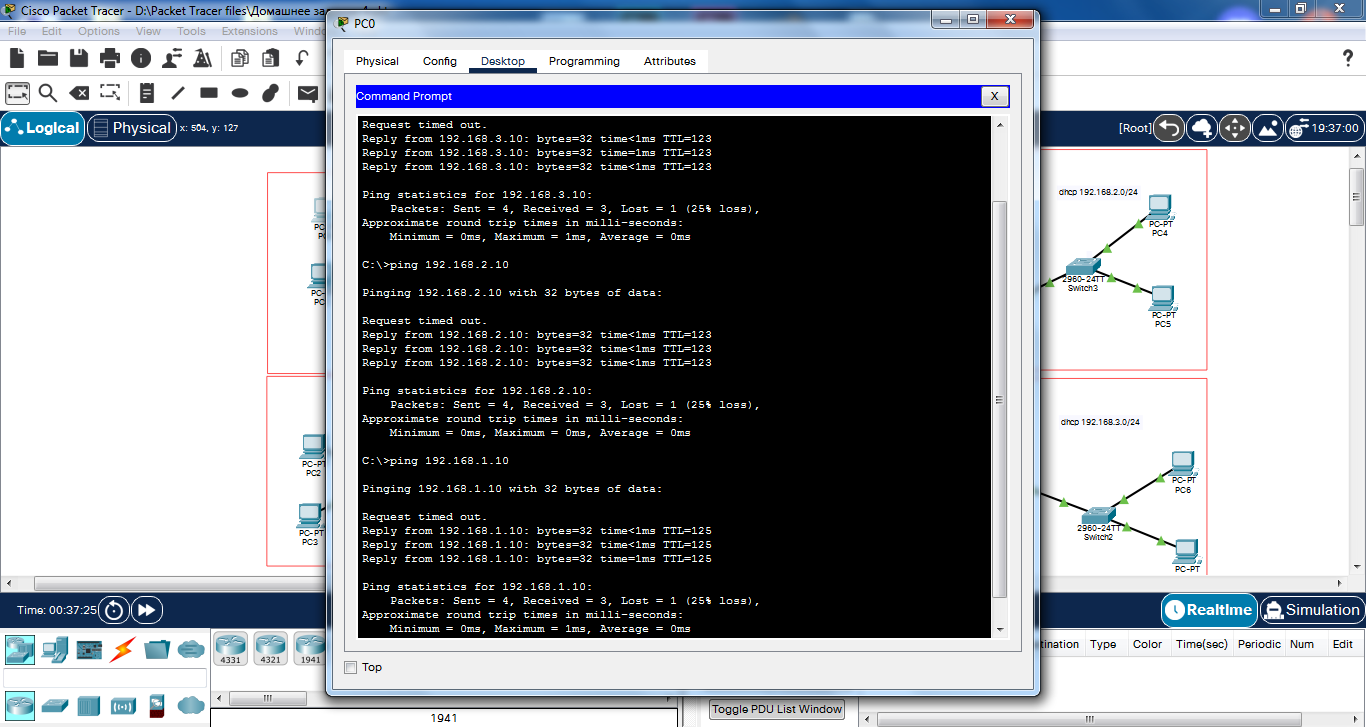 Cisco Packet Tracer - D:\Packet Tracer files\Домашнее за
File Edit Options View Tools Extensions
PC0
Physical Config Desktop Programming Attributes
Command Prompt
X
Logical Physical x: 504, y: 127
[Root] 19:37:00
Request timed out.
Reply from 192.168.3.10: bytes=32 time<1ms TTL=123
Reply from 192.168.3.10: bytes=32 time=1ms TTL=123
Reply from 192.168.3.10: bytes=32 time<1ms TTL=123
Ping statistics for 192.168.3.10:
Packets: Sent = 4, Received = 3, Lost = 1 (25% loss),
Approximate round trip times in milli-seconds:
Minimum = 0ms, Maximum = 1ms, Average = 0ms
C:\>ping 192.168.2.10
Pinging 192.168.2.10 with 32 bytes of data:
Request timed out.
Reply from 192.168.2.10: bytes=32 time<1ms TTL=123
Reply from 192.168.2.10: bytes=32 time<1ms TTL=123
Reply from 192.168.2.10: bytes=32 time<1ms TTL=123
Ping statistics for 192.168.2.10:
Packets: Sent = 4, Received = 3, Lost = 1 (25% loss),
Approximate round trip times in milli-seconds:
Minimum = 0ms, Maximum = 0ms, Average = 0ms
C:\>ping 192.168.1.10
Pinging 192.168.1.10 with 32 bytes of data:
Request timed out.
Reply from 192.168.1.10: bytes=32 time<1ms TTL=125
Reply from 192.168.1.10: bytes=32 time<1ms TTL=125
Reply from 192.168.1.10: bytes=32 time=1ms TTL=125
Ping statistics for 192.168.1.10:
Packets: Sent = 4, Received = 3, Lost = 1 (25% loss),
Approximate round trip times in milli-seconds:
Minimum = 0ms, Maximum = 1ms, Average = 0ms
Top
PC-PT
PC2
PC-PT
PC3
dhcp 192.168.2.0/24
PC-PT
PC4
2960-24TT
Switch3
PC-PT
PC5
dhcp 192.168.3.0/24
PC-PT
PC6
2960-24TT
Switch2
PC-PT
Time: 00:37:25
Realtime Simulation
4331 4321 1941
1941
Type Color Time(sec) Periodic Num Edit
Toggle PDU List Window